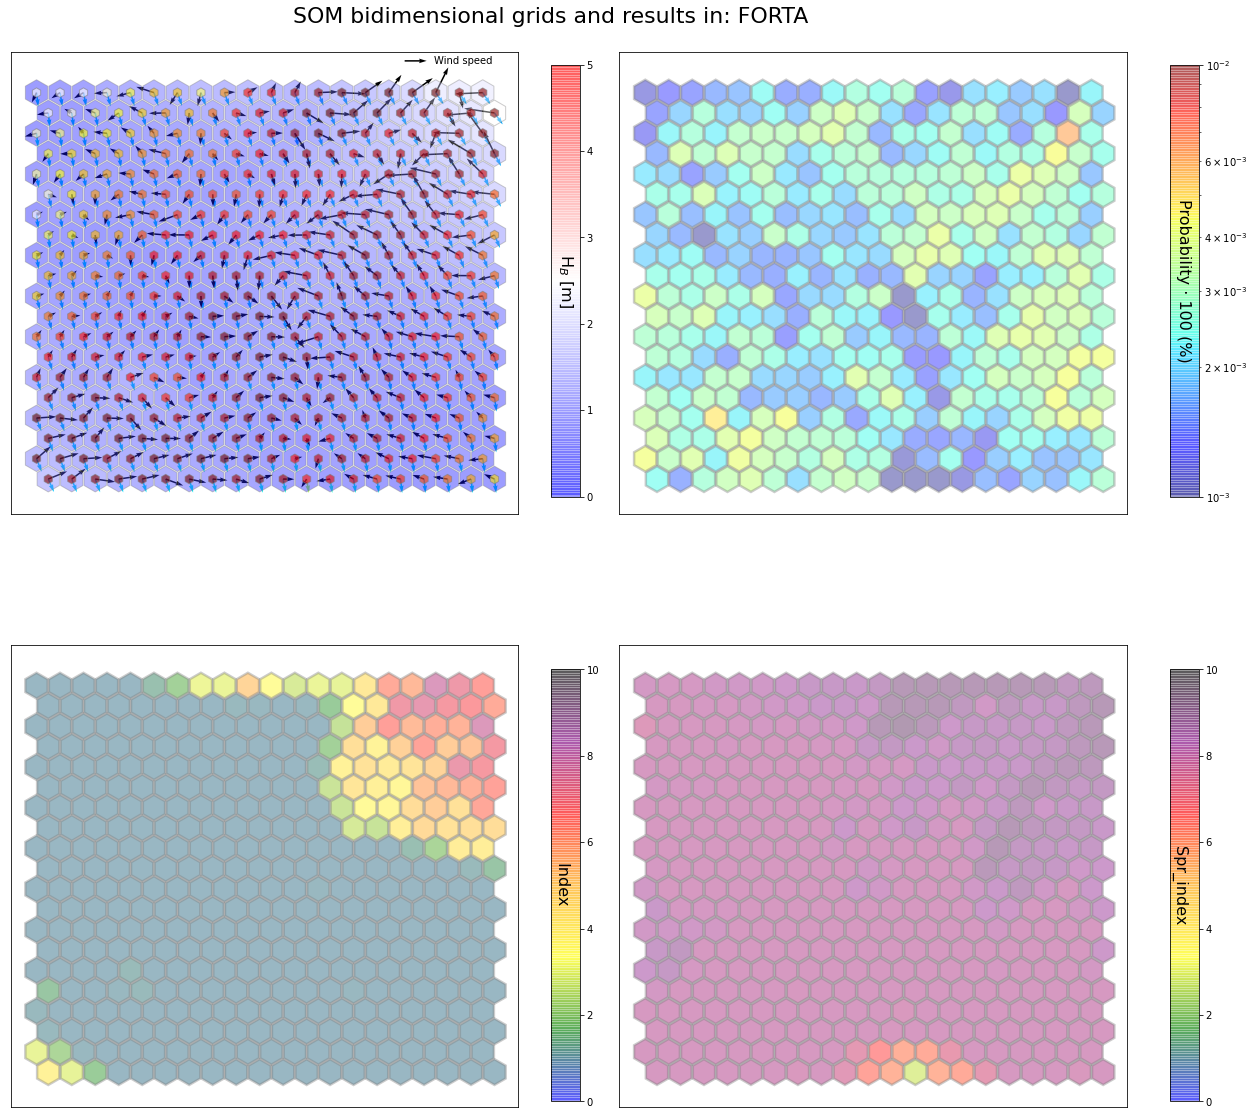 SOM bidimensional grids and results in: FORTA
Wind speed
5
4
3
2
1
0
H_B [m]
10⁻²
6 × 10⁻³
4 × 10⁻³
3 × 10⁻³
2 × 10⁻³
10⁻³
Probability · 100 (%)
10
8
6
4
2
0
Index
10
8
6
4
2
0
Spr_index